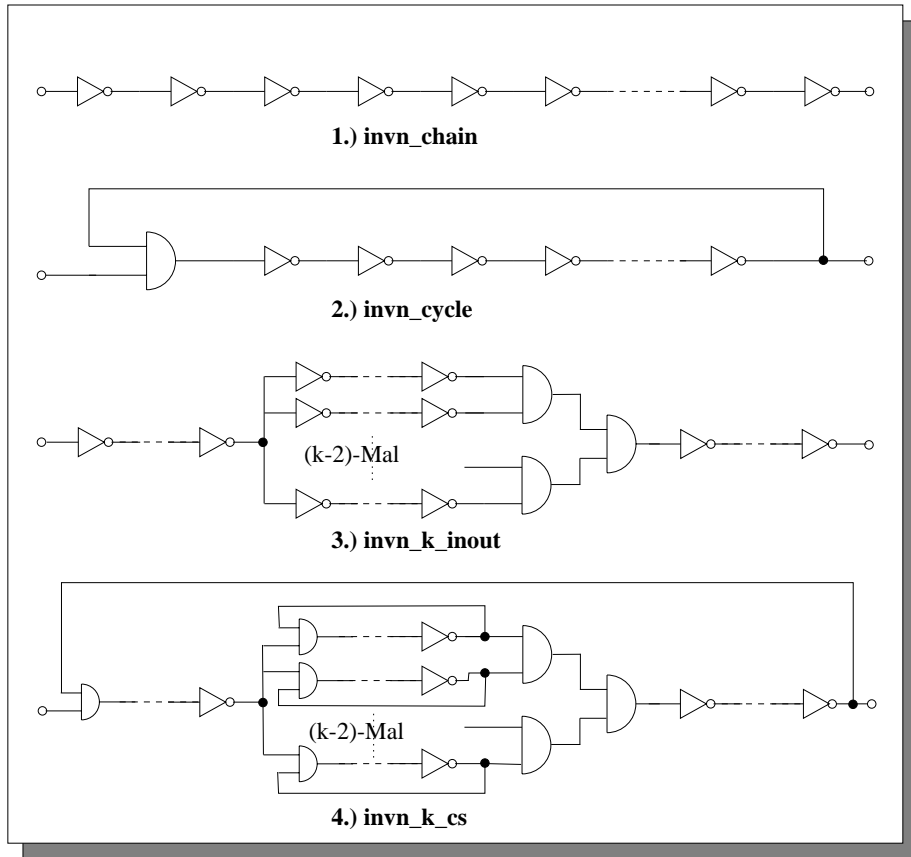 1.) invn_chain
2.) invn_cycle
(k-2)-Mal
3.) invn_k_inout
(k-2)-Mal
4.) invn_k_cs